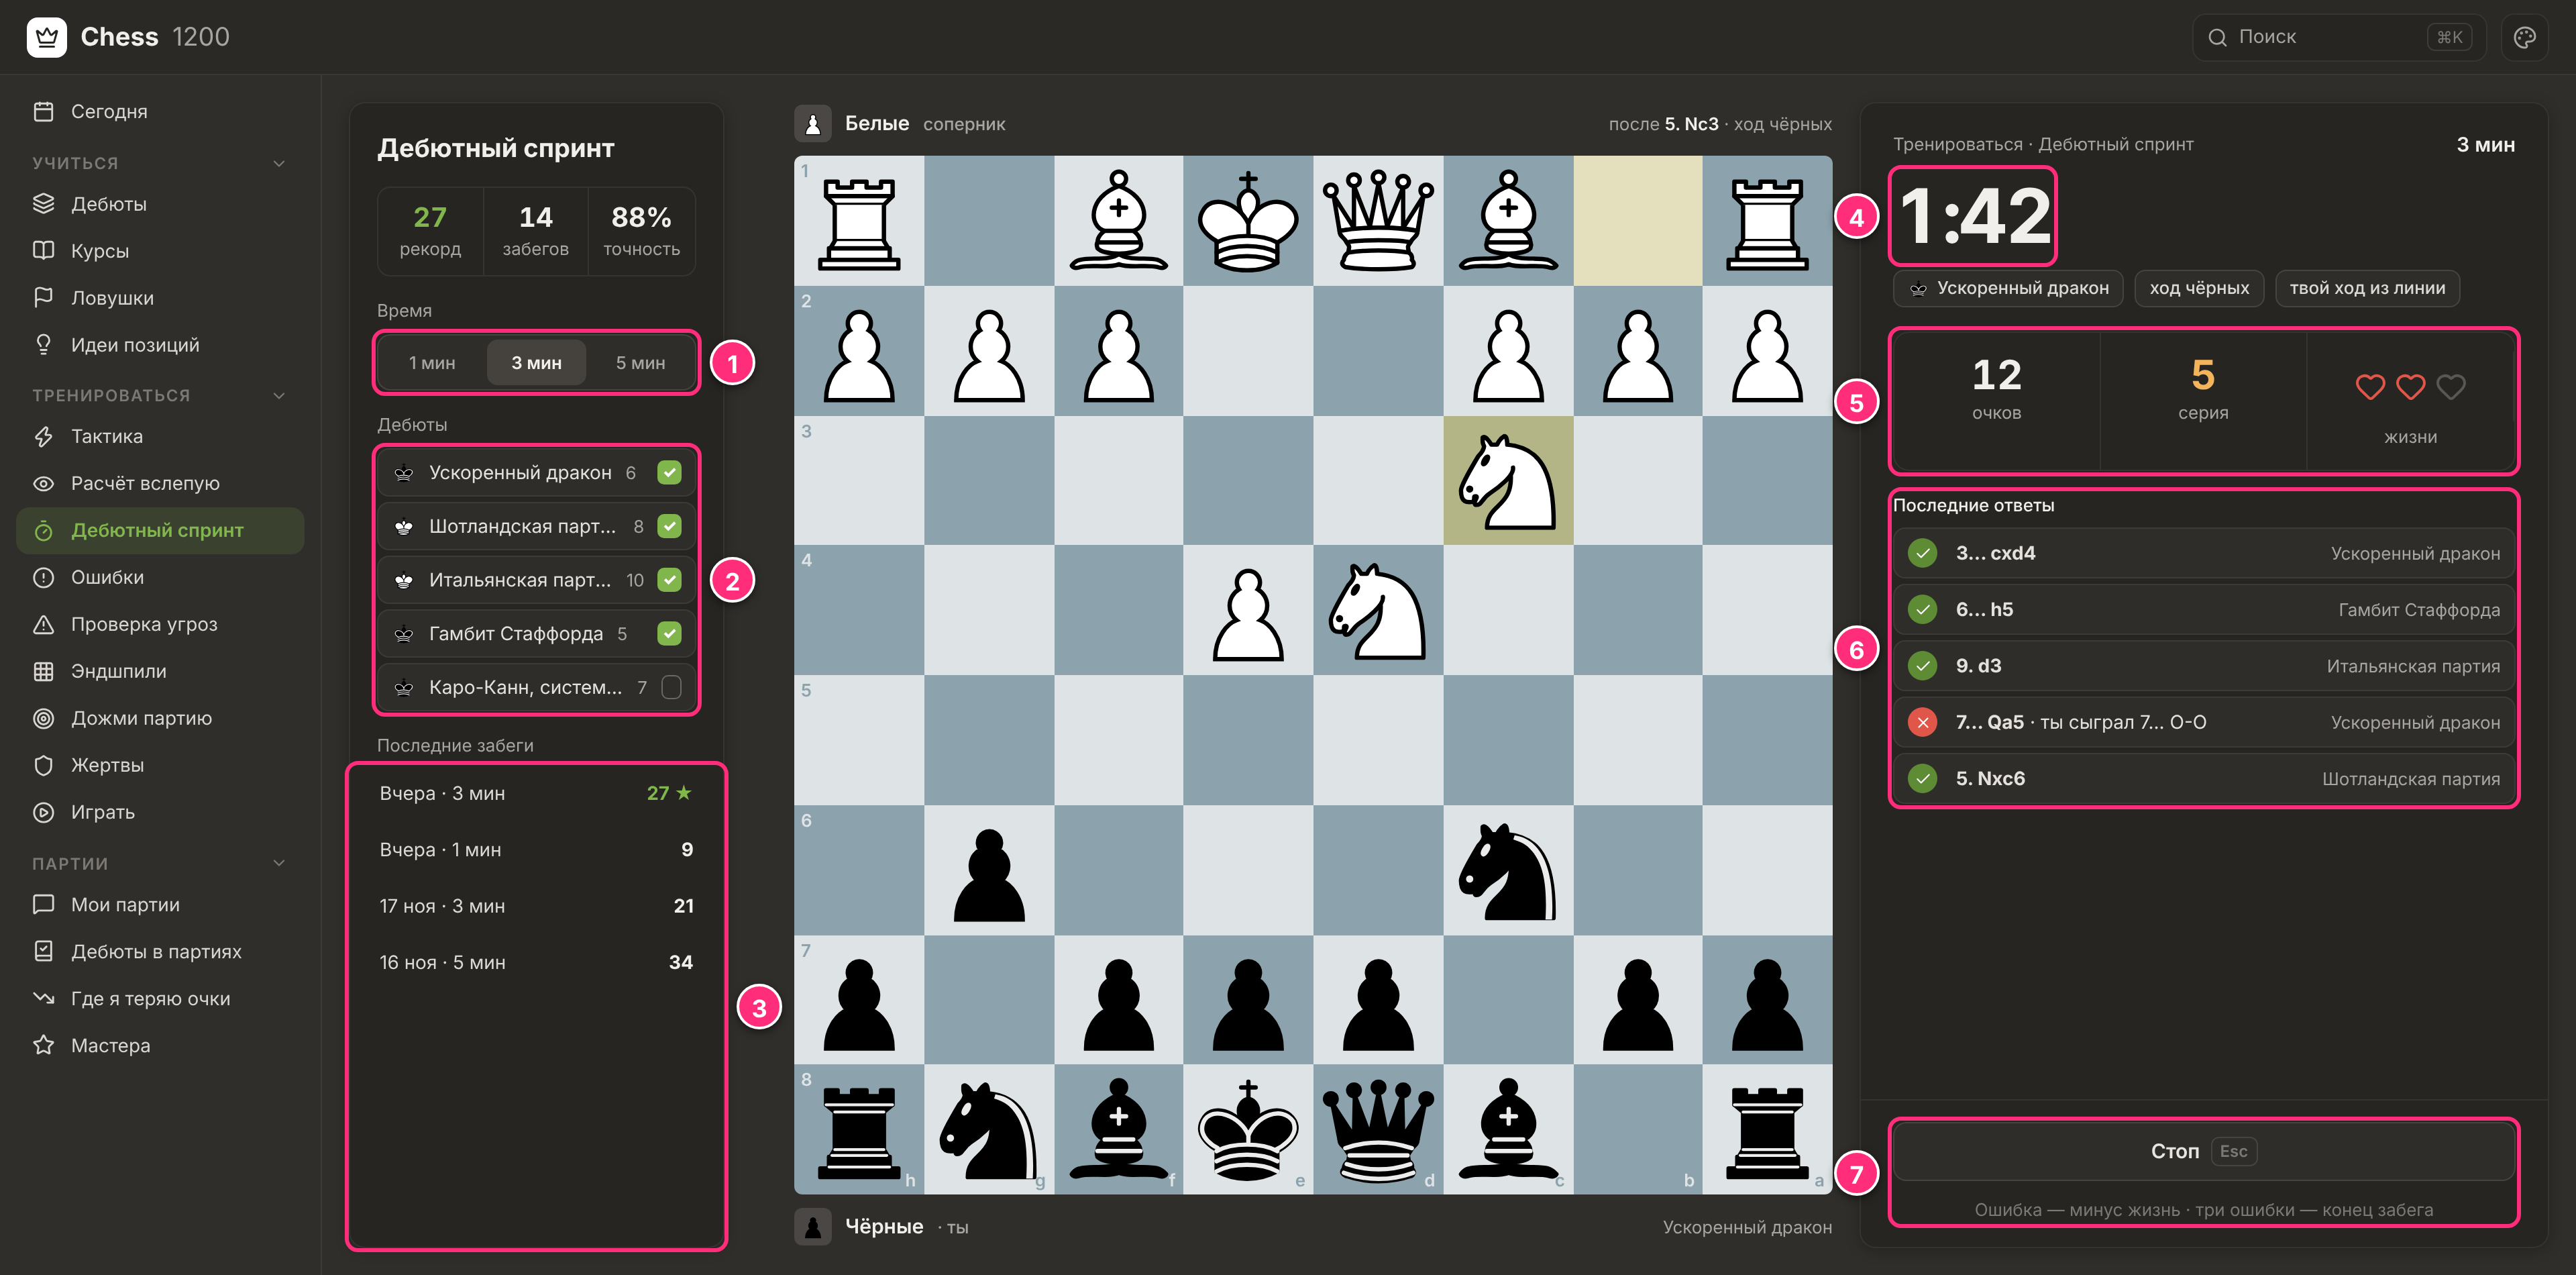 Chess 1200
Поиск ⌘K
Сегодня
УЧИТЬСЯ
Дебюты
Курсы
Ловушки
Идеи позиций
ТРЕНИРОВАТЬСЯ
Тактика
Расчёт вслепую
Дебютный спринт
Ошибки
Проверка угроз
Эндшпили
Дожми партию
Жертвы
Играть
ПАРТИИ
Мои партии
Дебюты в партиях
Где я теряю очки
Мастера
Дебютный спринт
27 14 88%
рекорд забегов точность
Время
1 мин 3 мин 5 мин
1
Дебюты
Ускоренный дракон 6
Шотландская парт... 8
Итальянская парт... 10
Гамбит Стаффорда 5
Каро-Канн, систем... 7
2
Последние забеги
Вчера · 3 мин 27 ★
Вчера · 1 мин 9
17 ноя · 3 мин 21
16 ноя · 5 мин 34
3
Белые соперник
после 5. Nc3 · ход чёрных
1
2
3
4
5
6
7
8
h g f e d c b a
Чёрные · ты
Ускоренный дракон
Тренироваться · Дебютный спринт 3 мин
4
1:42
Ускоренный дракон ход чёрных твой ход из линии
5
12 5
очков серия жизни
6
Последние ответы
3... cxd4 Ускоренный дракон
6... h5 Гамбит Стаффорда
9. d3 Итальянская партия
7... Qa5 · ты сыграл 7... O-O Ускоренный дракон
5. Nxc6 Шотландская партия
7
Стоп Esc
Ошибка — минус жизнь · три ошибки — конец забега